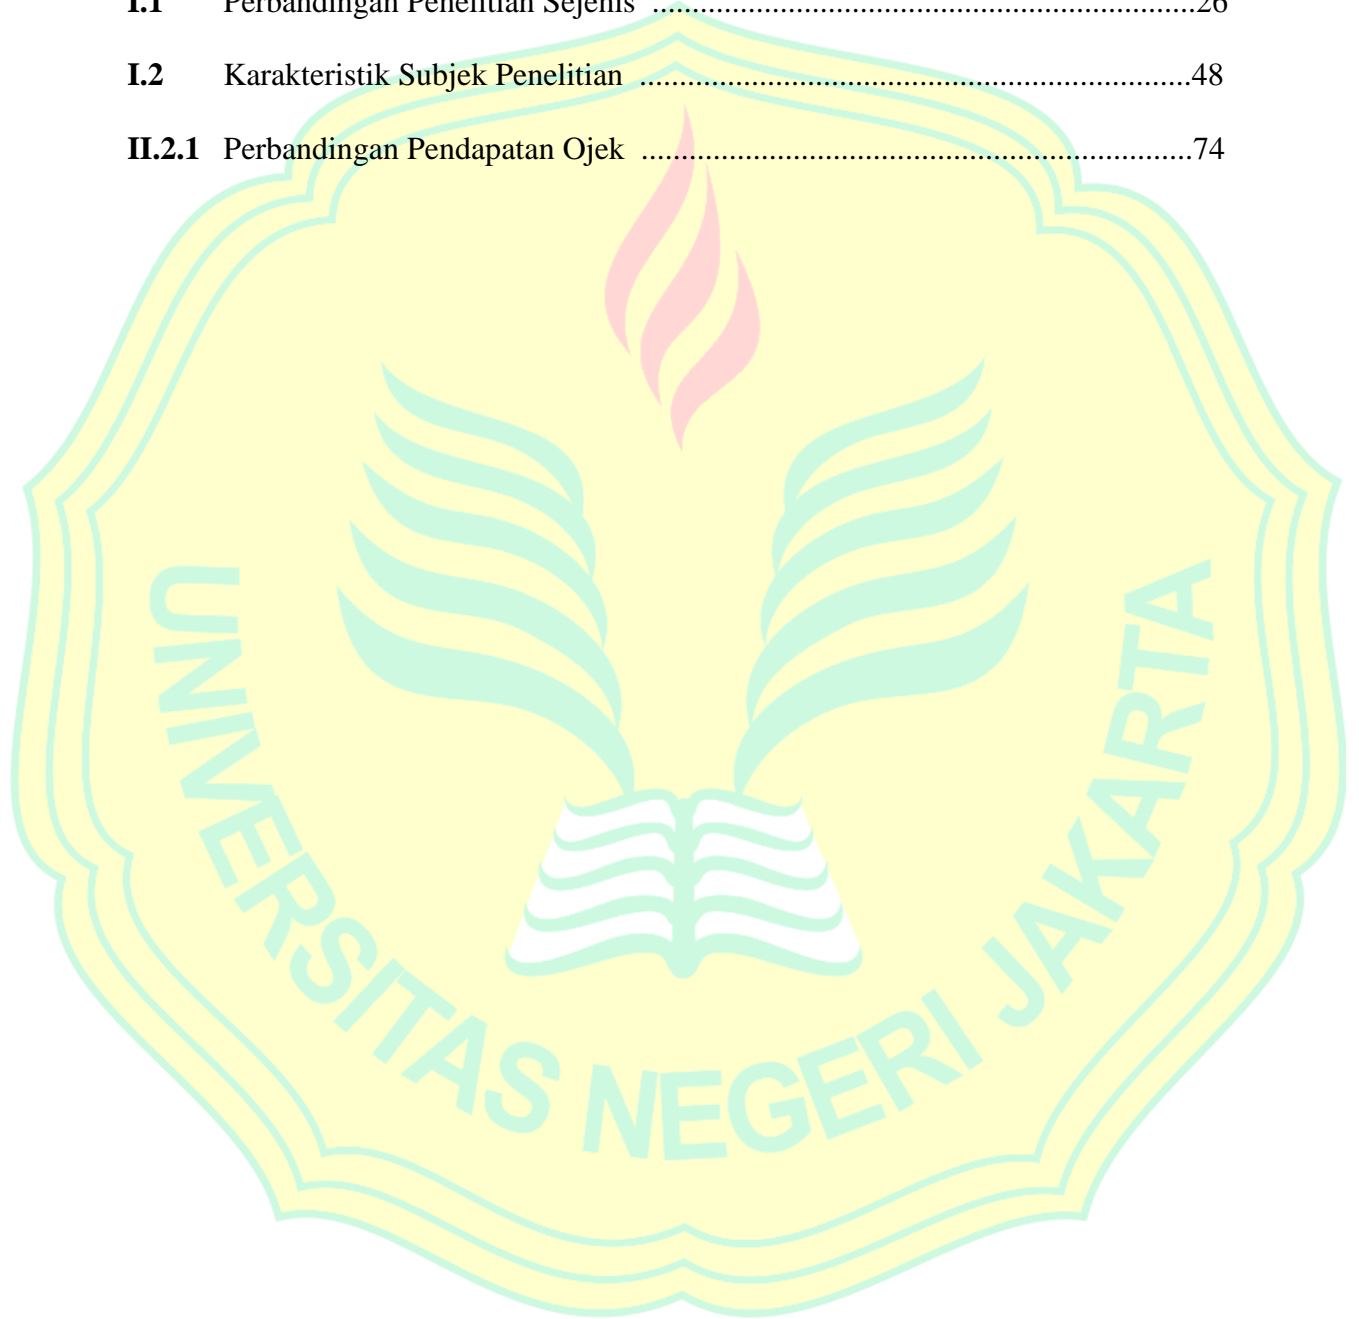 I.1 Perbandingan Penelitian Sejenis ....................................................................26
I.2 Karakteristik Subjek Penelitian .....................................................................48
II.2.1 Perbandingan Pendapatan Ojek .....................................................................74
UNIVERSITAS NEGERI JAKARTA